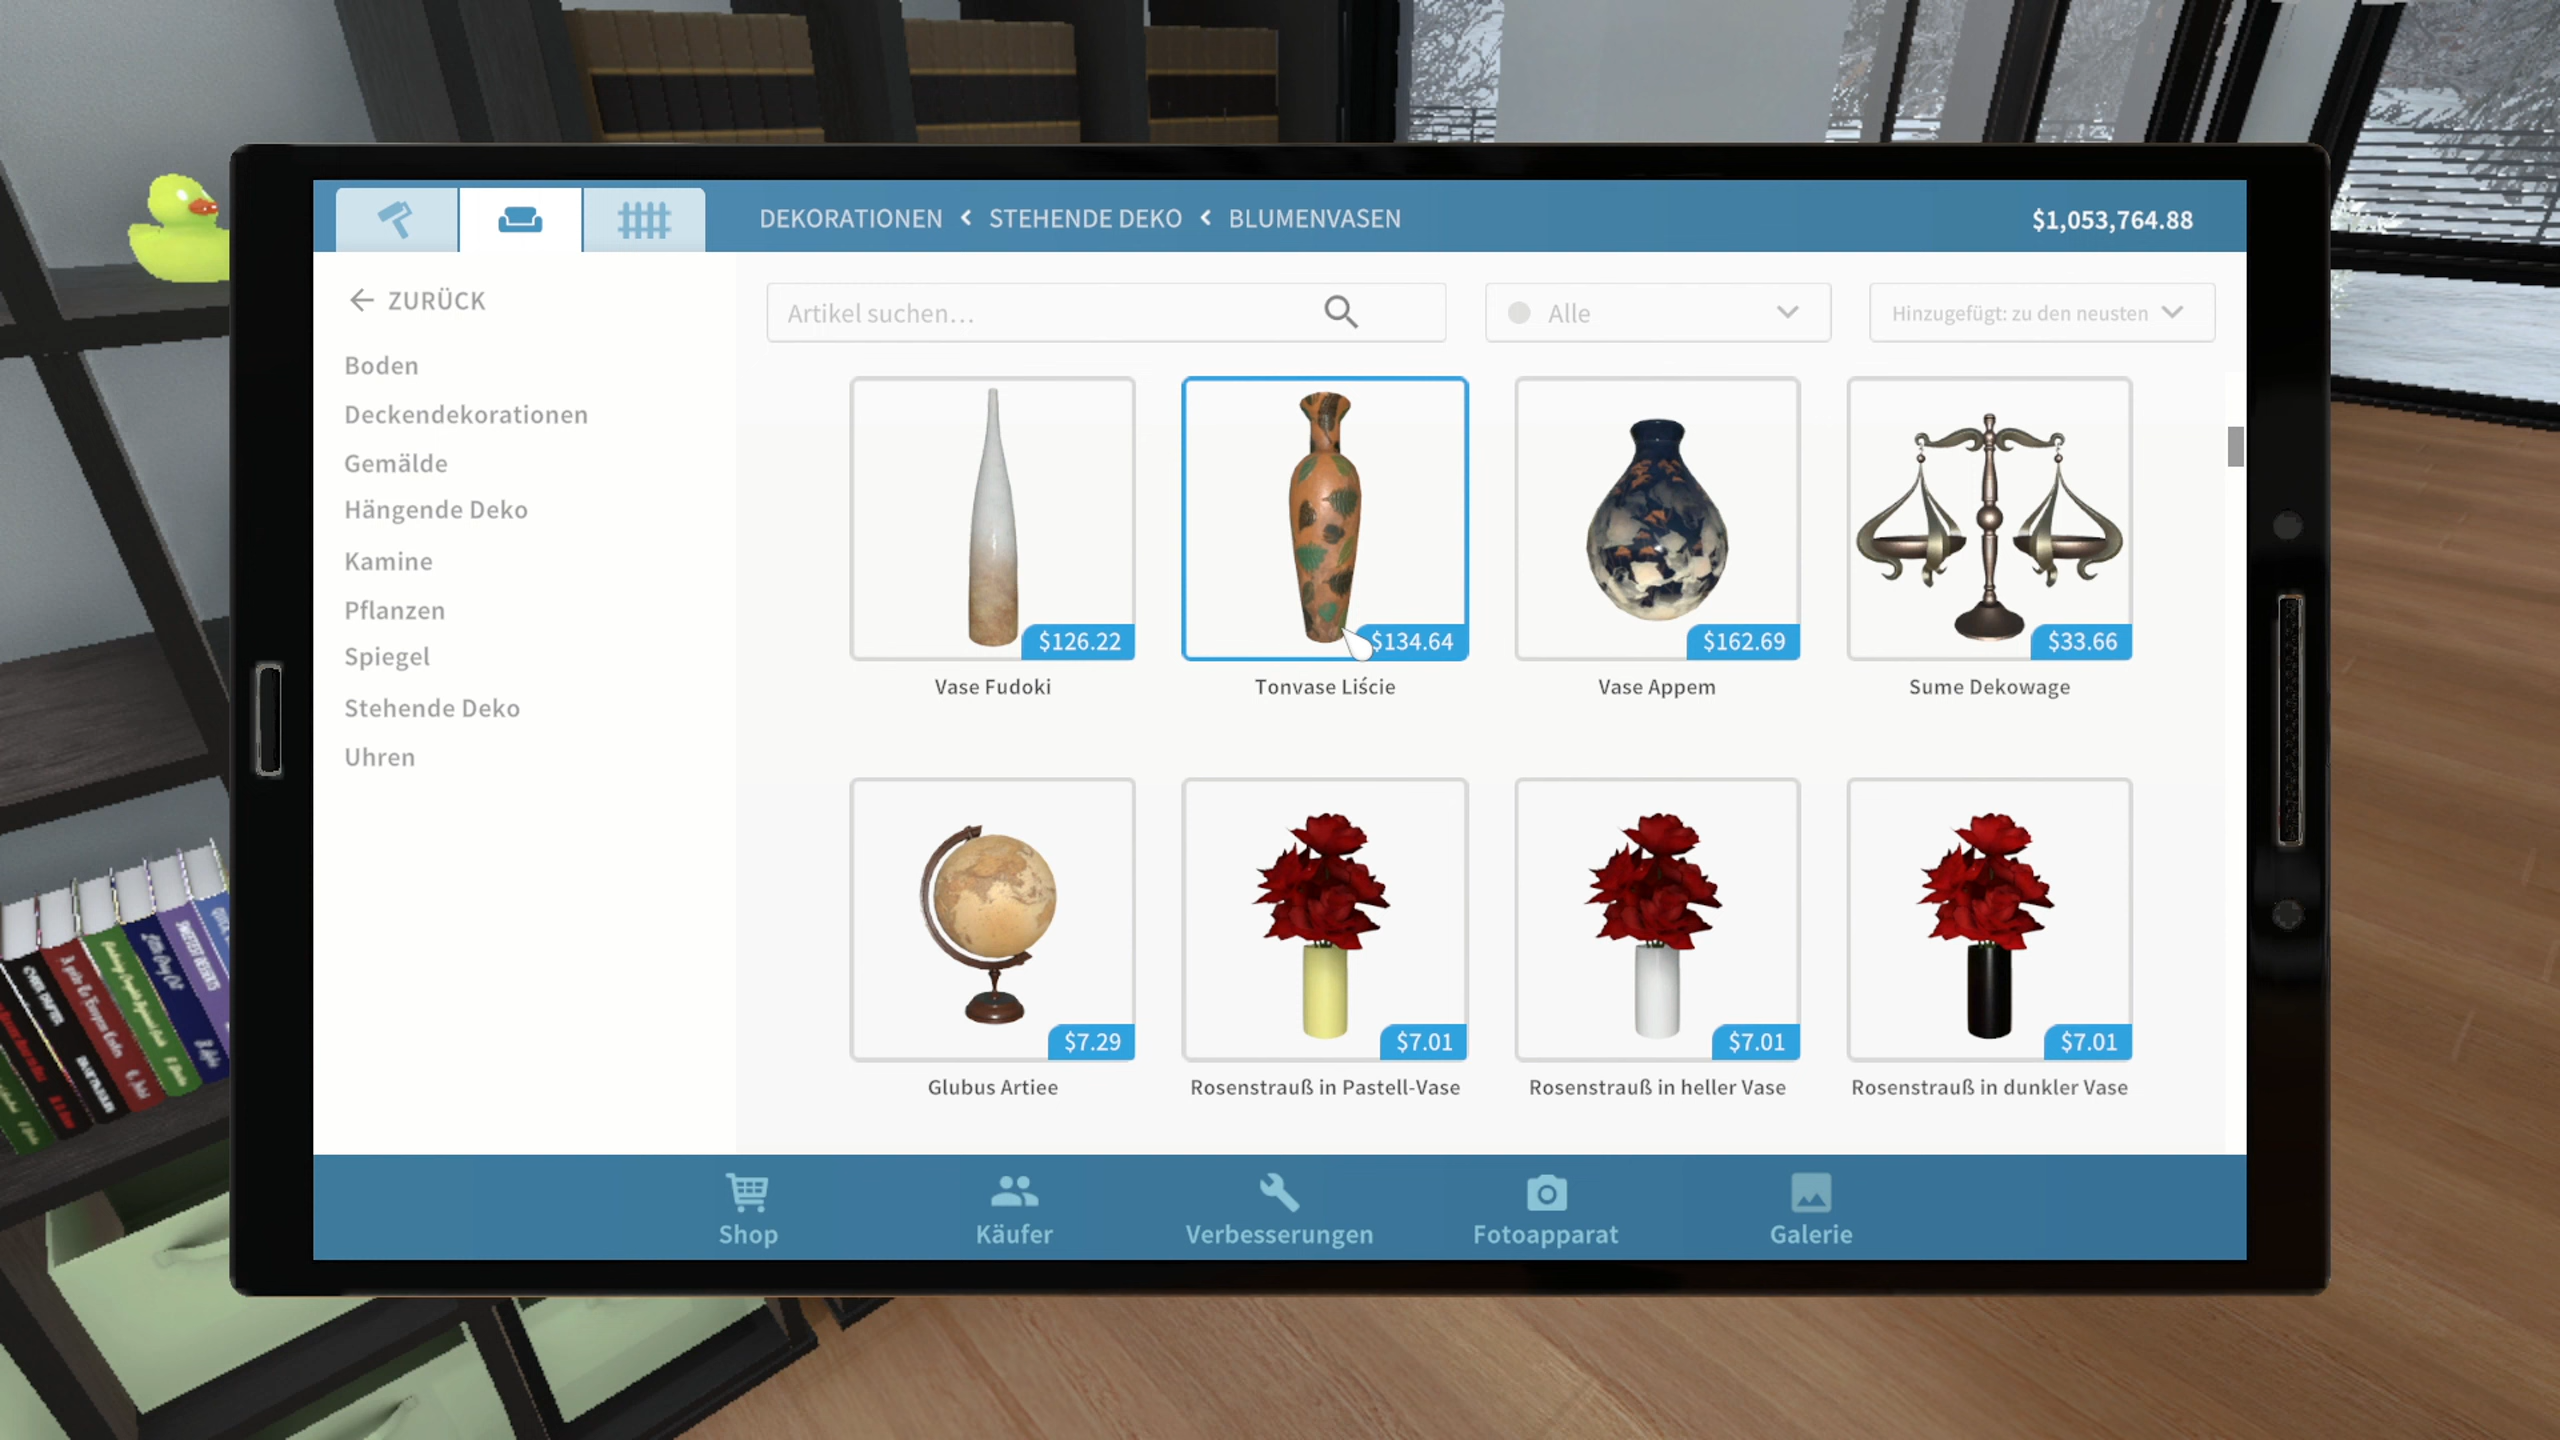 DEKORATIONEN < STEHENDE DEKO < BLUMENVASEN
$1,053,764.88
← ZURÜCK
Boden
Deckendekorationen
Gemälde
Hängende Deko
Kamine
Pflanzen
Spiegel
Stehende Deko
Uhren
Artikel suchen...
Alle
Hinzugefügt: zu den neusten
$126.22
$134.64
$162.69
$33.66
Vase Fudoki
Tonvase Liście
Vase Appem
Sume Dekowage
$7.29
$7.01
$7.01
$7.01
Glubus Artiee
Rosenstrauß in Pastell-Vase
Rosenstrauß in heller Vase
Rosenstrauß in dunkler Vase
Shop
Käufer
Verbesserungen
Fotoapparat
Galerie
SWEETEST DESSERTS